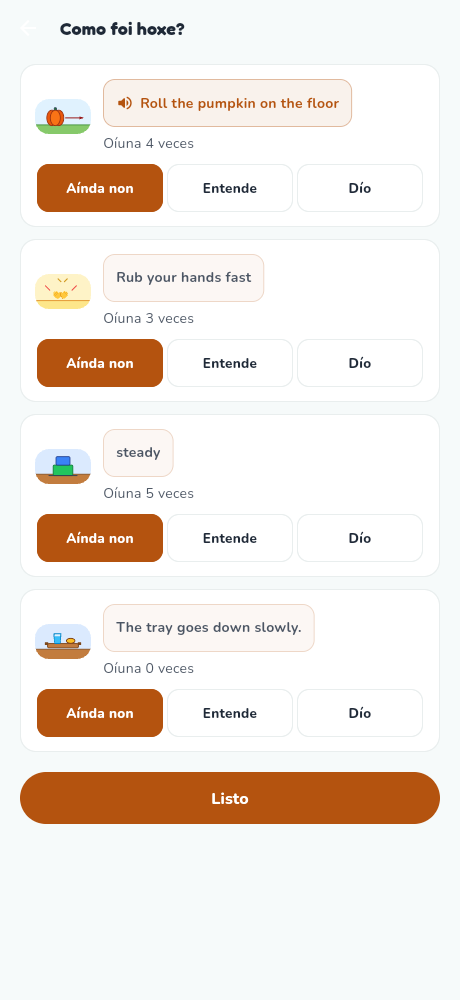 Como foi hoxe?
Roll the pumpkin on the floor
Oíuna 4 veces
Aínda non
Entende
Dío
Rub your hands fast
Oíuna 3 veces
Aínda non
Entende
Dío
steady
Oíuna 5 veces
Aínda non
Entende
Dío
The tray goes down slowly.
Oíuna 0 veces
Aínda non
Entende
Dío
Listo